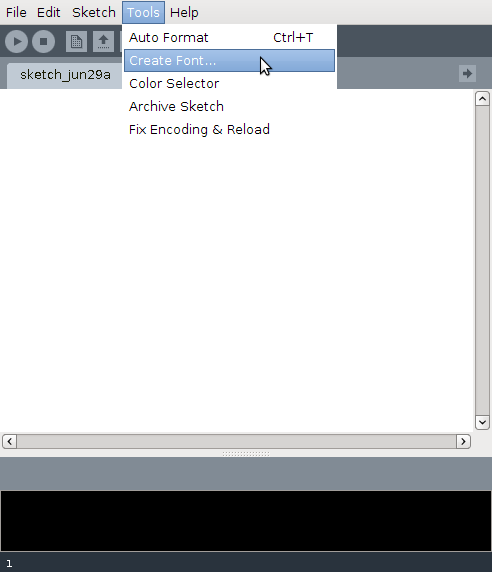 File Edit Sketch Tools Help
Auto Format Ctrl+T
sketch_jun29a
Create Font...
Color Selector
Archive Sketch
Fix Encoding & Reload
1